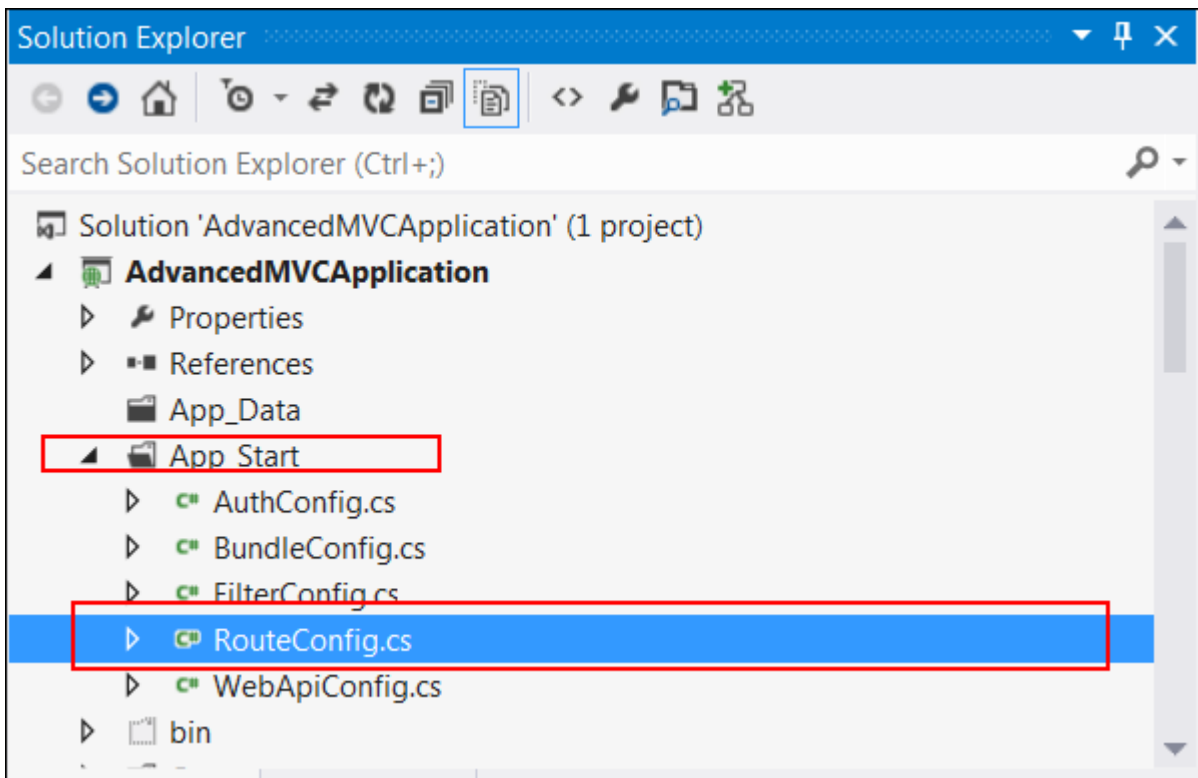 Solution Explorer
Search Solution Explorer (Ctrl+;)
Solution 'AdvancedMVCApplication' (1 project)
AdvancedMVCApplication
Properties
References
App_Data
App_Start
C# AuthConfig.cs
C# BundleConfig.cs
C# FilterConfig.cs
C# RouteConfig.cs
C# WebApiConfig.cs
bin